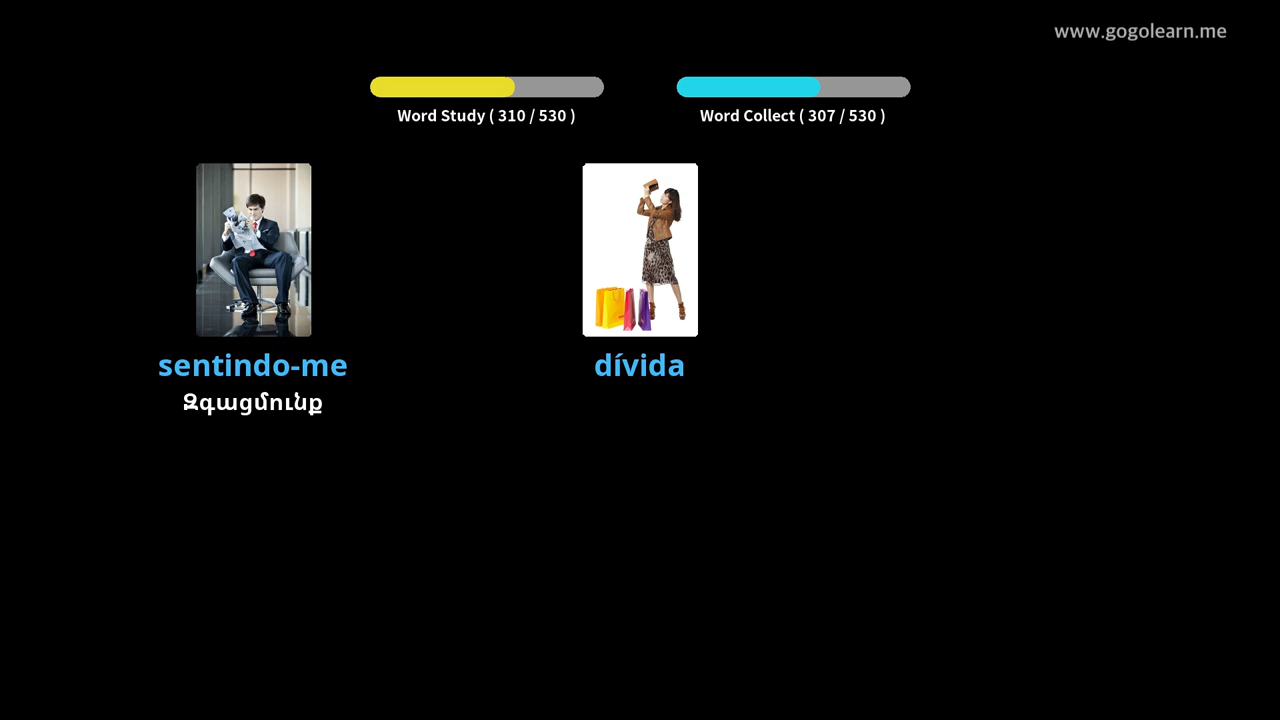 www.gogolearn.me
Word Study ( 310 / 530 )
Word Collect ( 307 / 530 )
sentindo-me
dívida
Զգացմունք